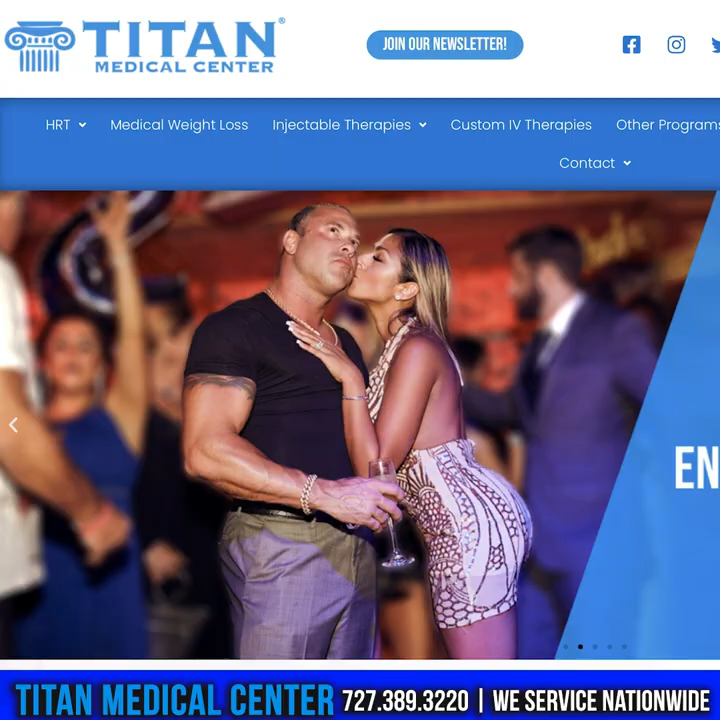 TITAN®
MEDICAL CENTER
JOIN OUR NEWSLETTER!
HRT
Medical Weight Loss
Injectable Therapies
Custom IV Therapies
Other Programs
Contact
EN
TITAN MEDICAL CENTER 727.389.3220 | WE SERVICE NATIONWIDE